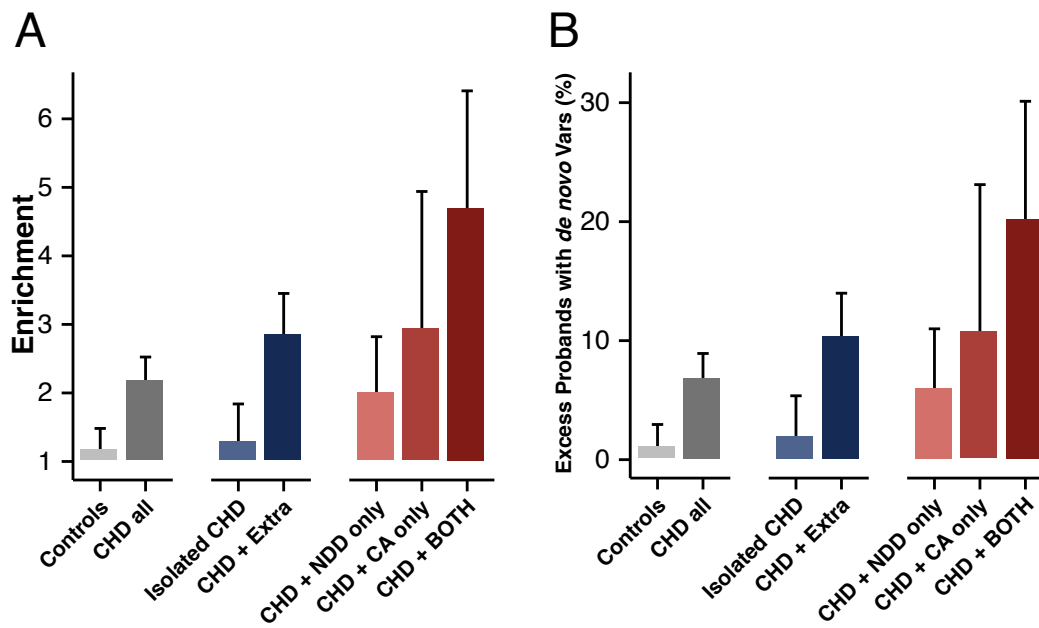 A
Enrichment
6
5
4
3
2
1
Controls
CHD all
Isolated CHD
CHD + Extra
CHD + NDD only
CHD + CA only
CHD + BOTH
B
Excess Probands with de novo Vars (%)
30
20
10
0
Controls
CHD all
Isolated CHD
CHD + Extra
CHD + NDD only
CHD + CA only
CHD + BOTH